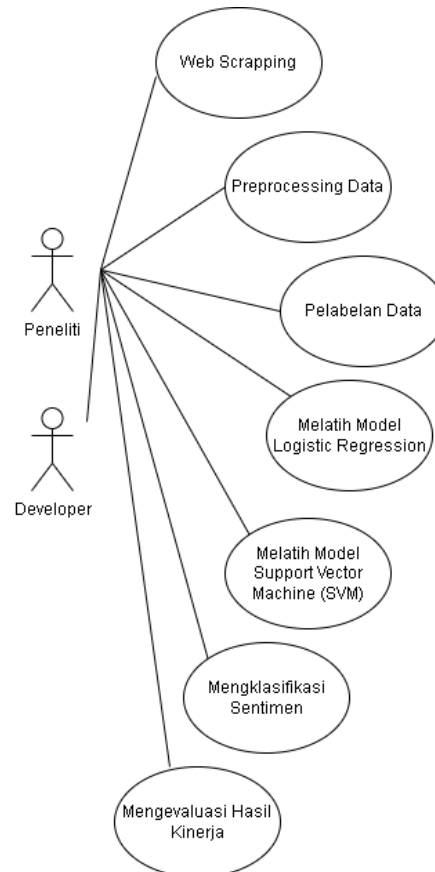 Web Scrapping
Preprocessing Data
Peneliti
Pelabelan Data
Melatih Model
Logistic Regression
Developer
Melatih Model
Support Vector
Machine (SVM)
Mengklasifikasi
Sentimen
Mengevaluasi Hasil
Kinerja